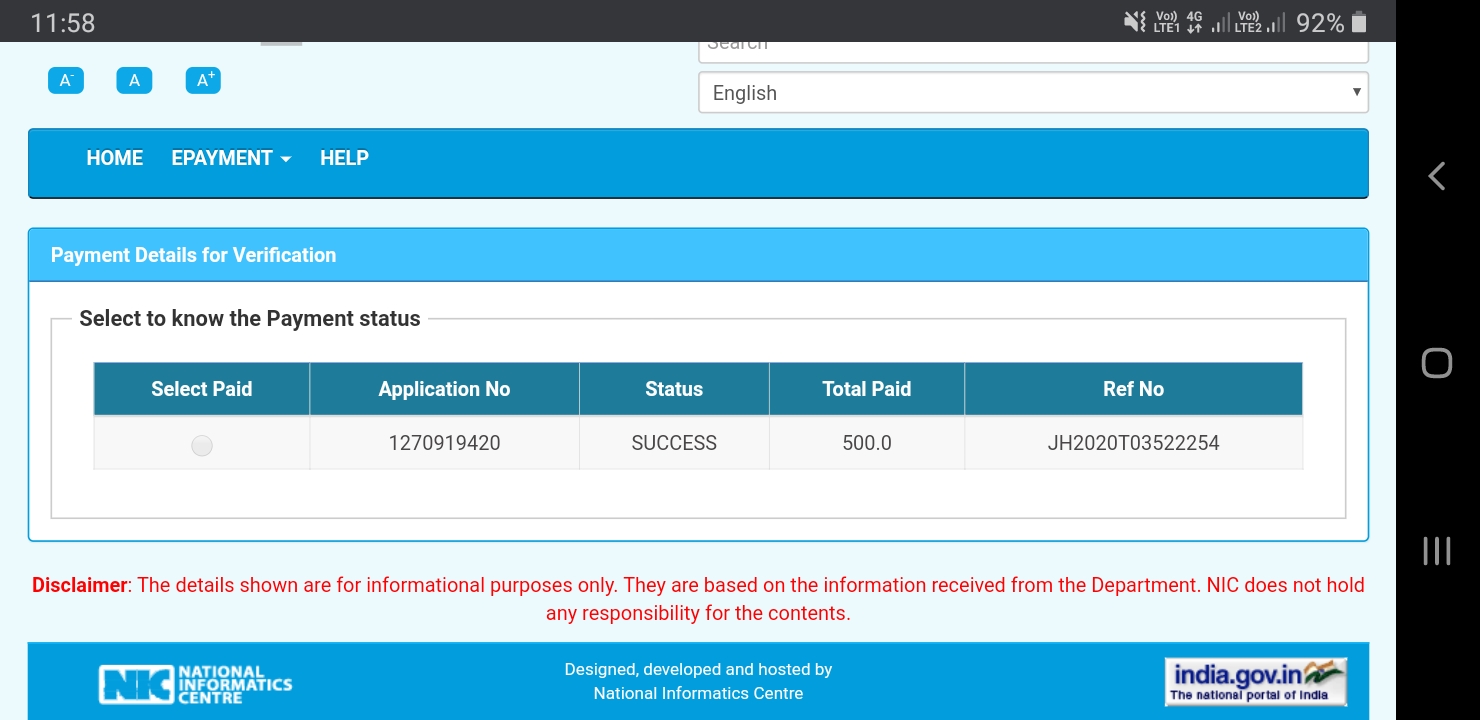 11:58
Vo)) LTE1 4G Vo)) LTE2 92%
Search
A- A A+
English
HOME EPAYMENT HELP
Payment Details for Verification
Select to know the Payment status
Select Paid Application No Status Total Paid Ref No
1270919420 SUCCESS 500.0 JH2020T03522254
Disclaimer: The details shown are for informational purposes only. They are based on the information received from the Department. NIC does not hold
any responsibility for the contents.
NIC NATIONAL
INFORMATICS
CENTRE
Designed, developed and hosted by
National Informatics Centre
india.gov.in
The national portal of India